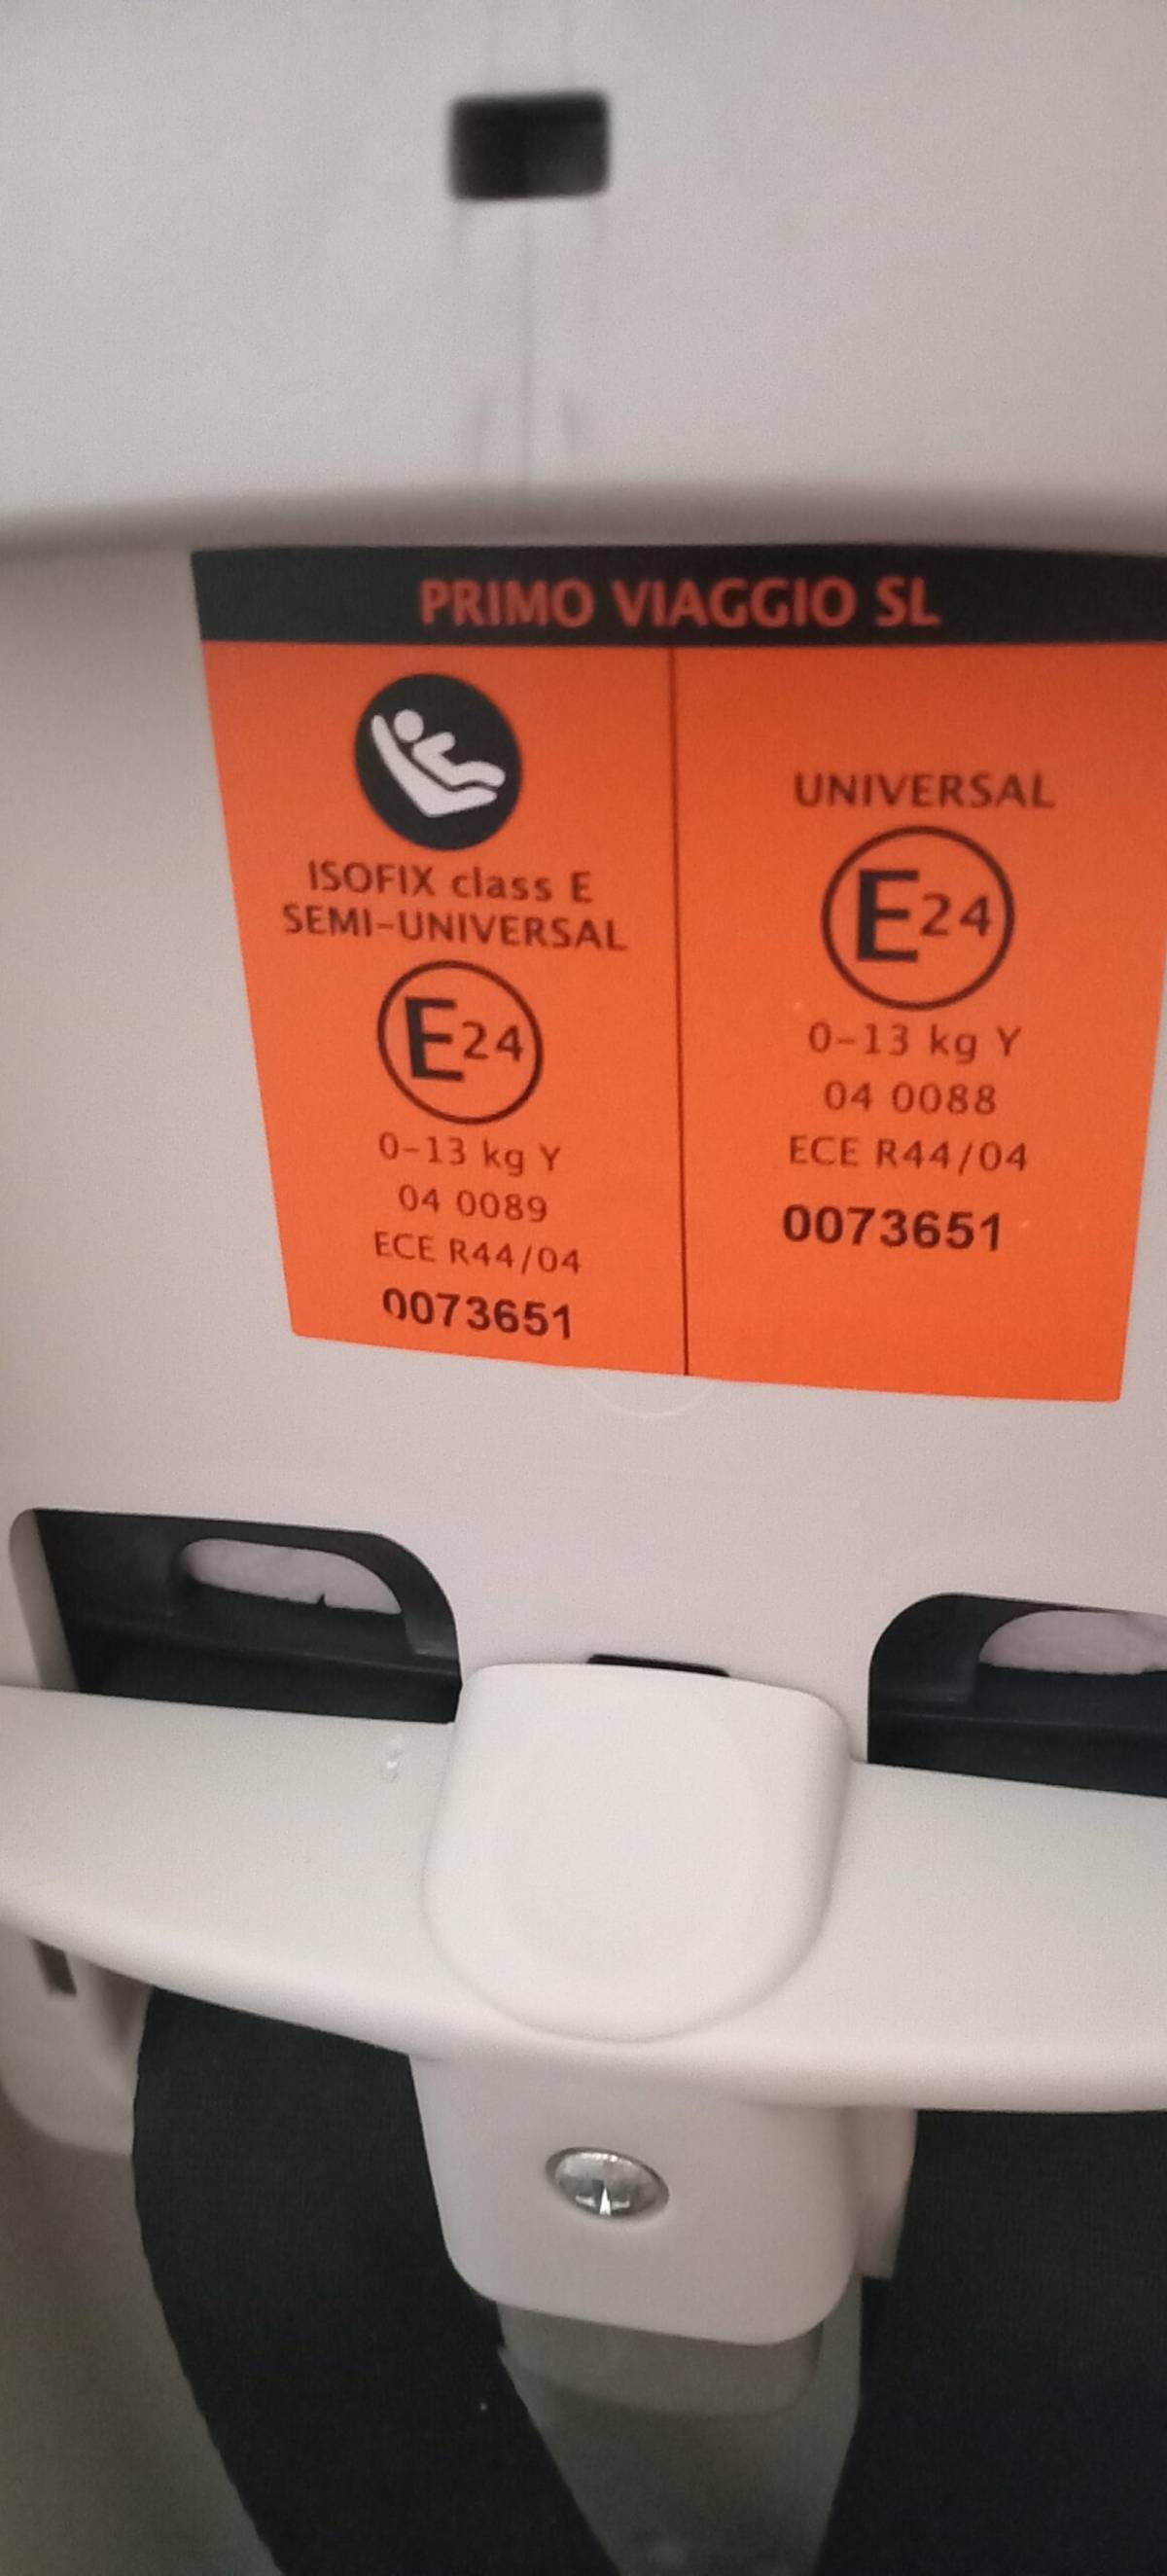 PRIMO VIAGGIO SL
ISOFIX class E
SEMI-UNIVERSAL
E24
0-13 kg Y
04 0089
ECE R44/04
0073651
UNIVERSAL
E24
0-13 kg Y
04 0088
ECE R44/04
0073651